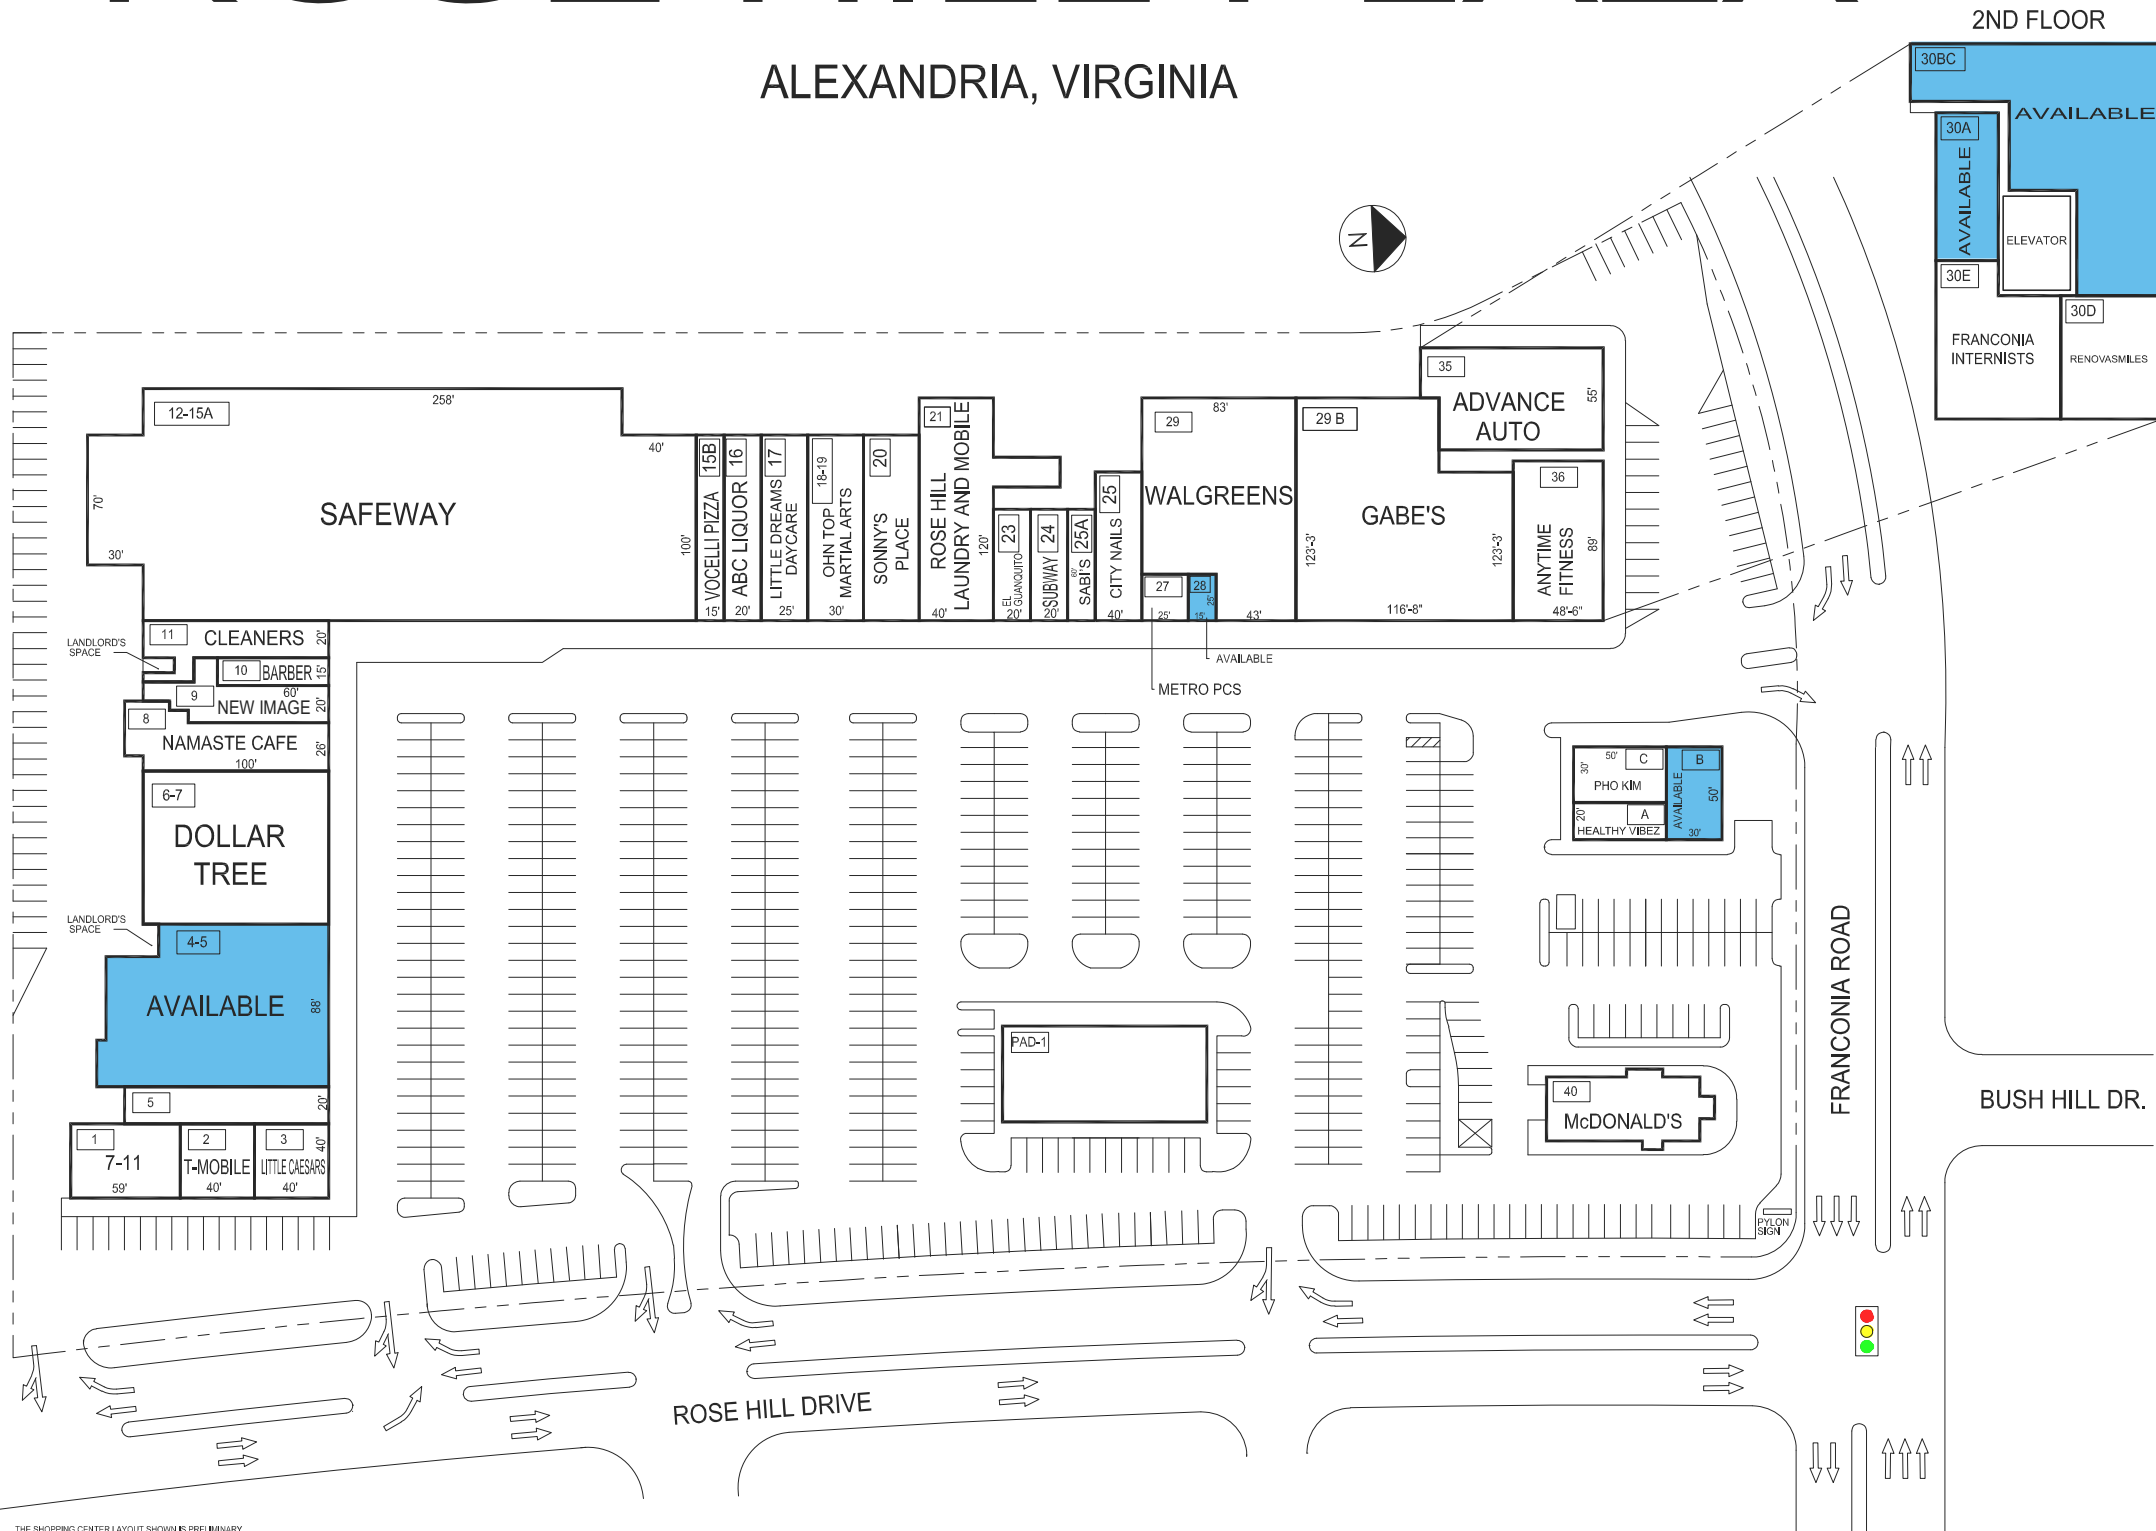 2ND FLOOR
ALEXANDRIA, VIRGINIA
30BC
AVAILABLE
30A
AVAILABLE
ELEVATOR
30E
30D
FRANCONIA
INTERNISTS
RENOVASMILES
N
12-15A
258'
40'
70'
30'
SAFEWAY
100'
15B
VOCELLI PIZZA
15'
16
ABC LIQUOR
20'
17
LITTLE DREAMS
DAYCARE
25'
18-19
OHN TOP
MARTIAL ARTS
30'
20
SONNY'S
PLACE
21
ROSE HILL
LAUNDRY AND MOBILE
120'
40'
23
EL
GUANQUITO
20'
24
SUBWAY
20'
25A
60'
SABI'S
25
CITY NAILS
40'
29
83'
WALGREENS
27
25'
28
25'
15'
43'
AVAILABLE
METRO PCS
29 B
GABE'S
123'-3'
123'-3'
116'-8"
35
ADVANCE
AUTO
55'
36
ANYTIME
FITNESS
89'
48'-6"
11
CLEANERS
20'
LANDLORD'S
SPACE
10
BARBER
15'
60'
9
NEW IMAGE
20'
8
NAMASTE CAFE
26'
100'
6-7
DOLLAR
TREE
LANDLORD'S
SPACE
4-5
AVAILABLE
88'
5
20'
1
7-11
59'
2
T-MOBILE
40'
3
LITTLE CAESARS
40'
40'
PAD-1
50'
C
30'
PHO KIM
20'
A
HEALTHY VIBEZ
B
AVAILABLE
50'
30'
40
McDONALD'S
PYLON
SIGN
FRANCONIA ROAD
BUSH HILL DR.
ROSE HILL DRIVE
THE SHOPPING CENTER LAYOUT SHOWN IS PRELIMINARY